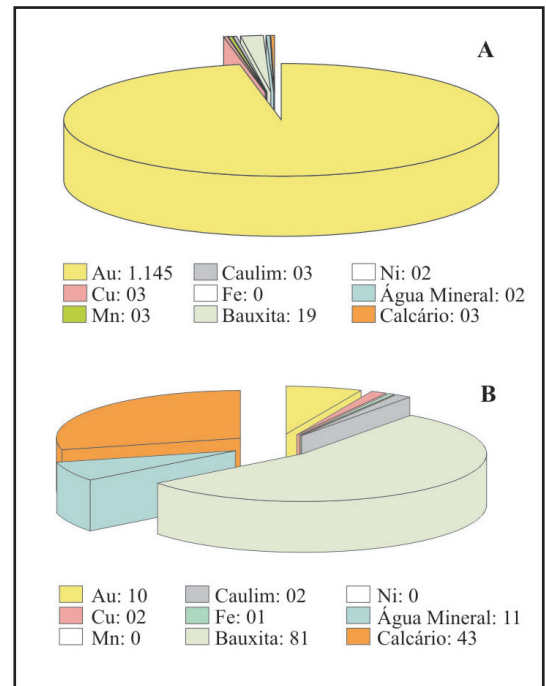 A
Au: 1.145 Caulim: 03 Ni: 02
Cu: 03 Fe: 0 Água Mineral: 02
Mn: 03 Bauxita: 19 Calcário: 03
B
Au: 10 Caulim: 02 Ni: 0
Cu: 02 Fe: 01 Água Mineral: 11
Mn: 0 Bauxita: 81 Calcário: 43